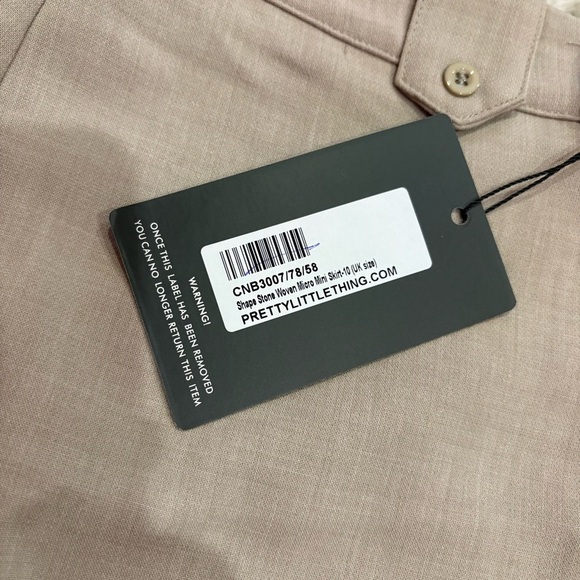 CNB3007/78/58
Shape Stone Woven Micro Mini Skirt-10 (UK size)
PRETTYLITTLETHING.COM
WARNING!
ONCE THIS LABEL HAS BEEN REMOVED
YOU CAN NO LONGER RETURN THIS ITEM